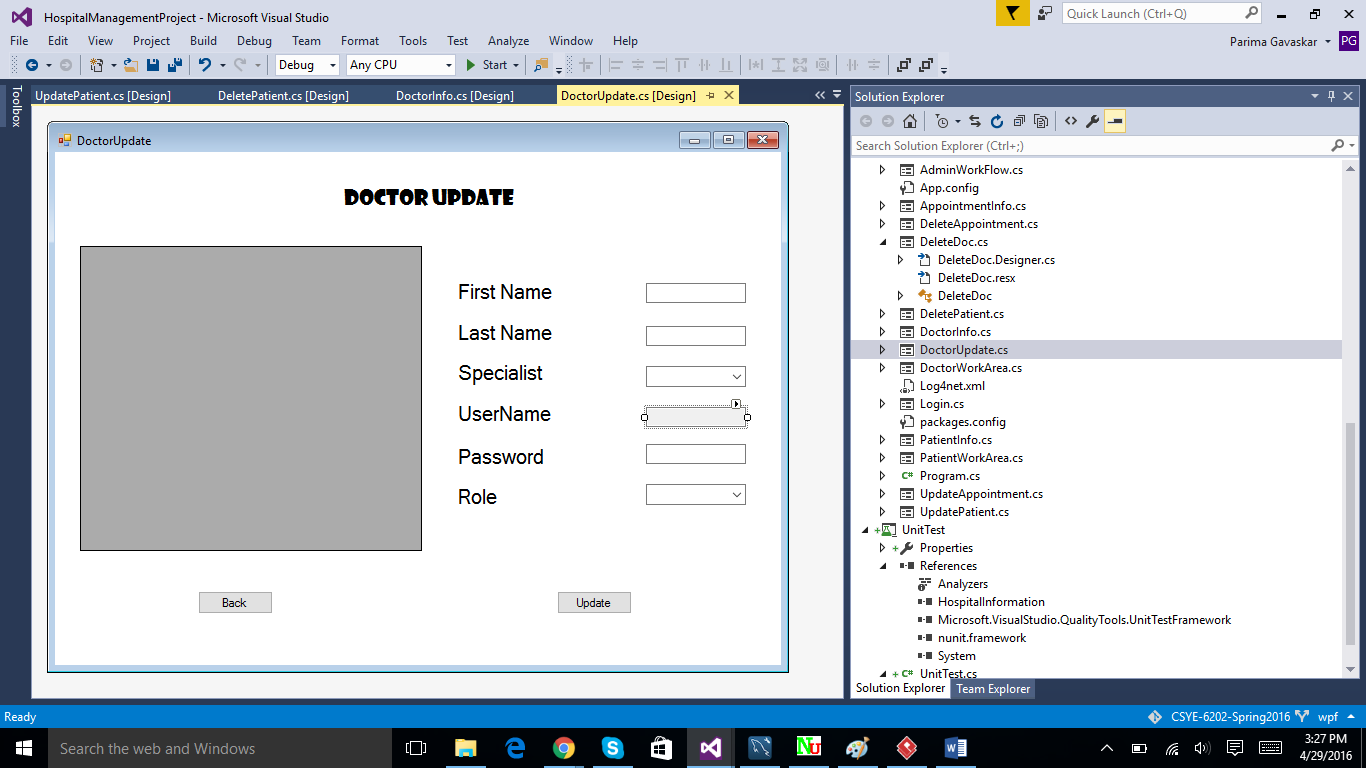 HospitalManagementProject - Microsoft Visual Studio
Quick Launch (Ctrl+Q)
File Edit View Project Build Debug Team Format Tools Test Analyze Window Help
Parima Gavaskar PG
Debug Any CPU Start
Toolbox
UpdatePatient.cs [Design] DeletePatient.cs [Design] DoctorInfo.cs [Design] DoctorUpdate.cs [Design]
DoctorUpdate
DOCTOR UPDATE
First Name
Last Name
Specialist
UserName
Password
Role
Back Update
Solution Explorer
Search Solution Explorer (Ctrl+;)
AdminWorkFlow.cs
App.config
AppointmentInfo.cs
DeleteAppointment.cs
DeleteDoc.cs
DeleteDoc.Designer.cs
DeleteDoc.resx
DeleteDoc
DeletePatient.cs
DoctorInfo.cs
DoctorUpdate.cs
DoctorWorkArea.cs
Log4net.xml
Login.cs
packages.config
PatientInfo.cs
PatientWorkArea.cs
C# Program.cs
UpdateAppointment.cs
UpdatePatient.cs
UnitTest
Properties
References
Analyzers
HospitalInformation
Microsoft.VisualStudio.QualityTools.UnitTestFramework
nunit.framework
System
C# UnitTest.cs
Solution Explorer Team Explorer
Ready
CSYE-6202-Spring2016 wpf
Search the web and Windows
Nu
3:27 PM
4/29/2016